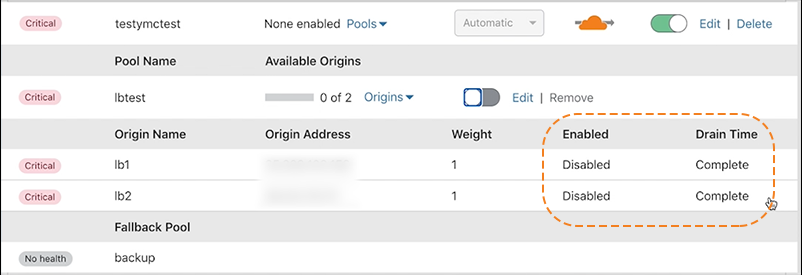 Critical testymctest None enabled Pools Automatic Edit | Delete
Pool Name Available Origins
Critical lbtest 0 of 2 Origins Edit | Remove
Origin Name Origin Address Weight Enabled Drain Time
Critical lb1 1 Disabled Complete
Critical lb2 1 Disabled Complete
Fallback Pool
No health backup